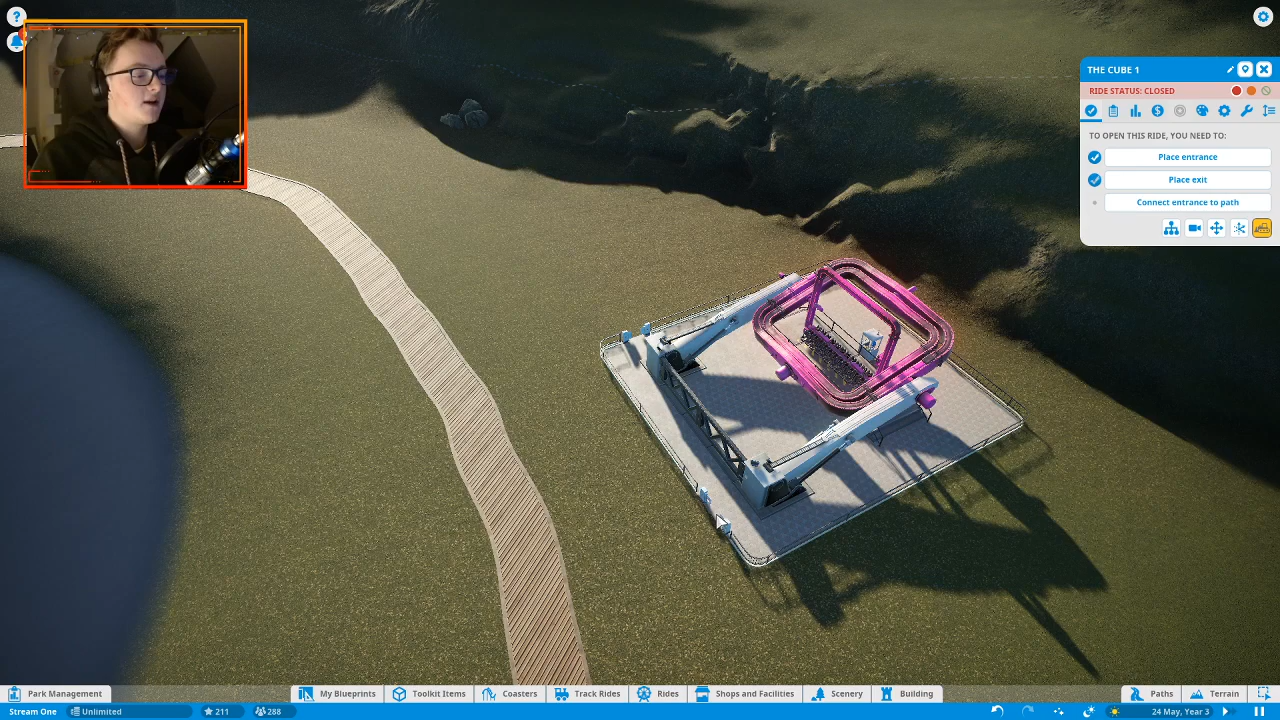 THE CUBE 1
RIDE STATUS: CLOSED
TO OPEN THIS RIDE, YOU NEED TO:
Place entrance
Place exit
Connect entrance to path
Park Management
My Blueprints
Toolkit Items
Coasters
Track Rides
Rides
Shops and Facilities
Scenery
Building
Paths
Terrain
Stream One
Unlimited
211
288
24 May, Year 3